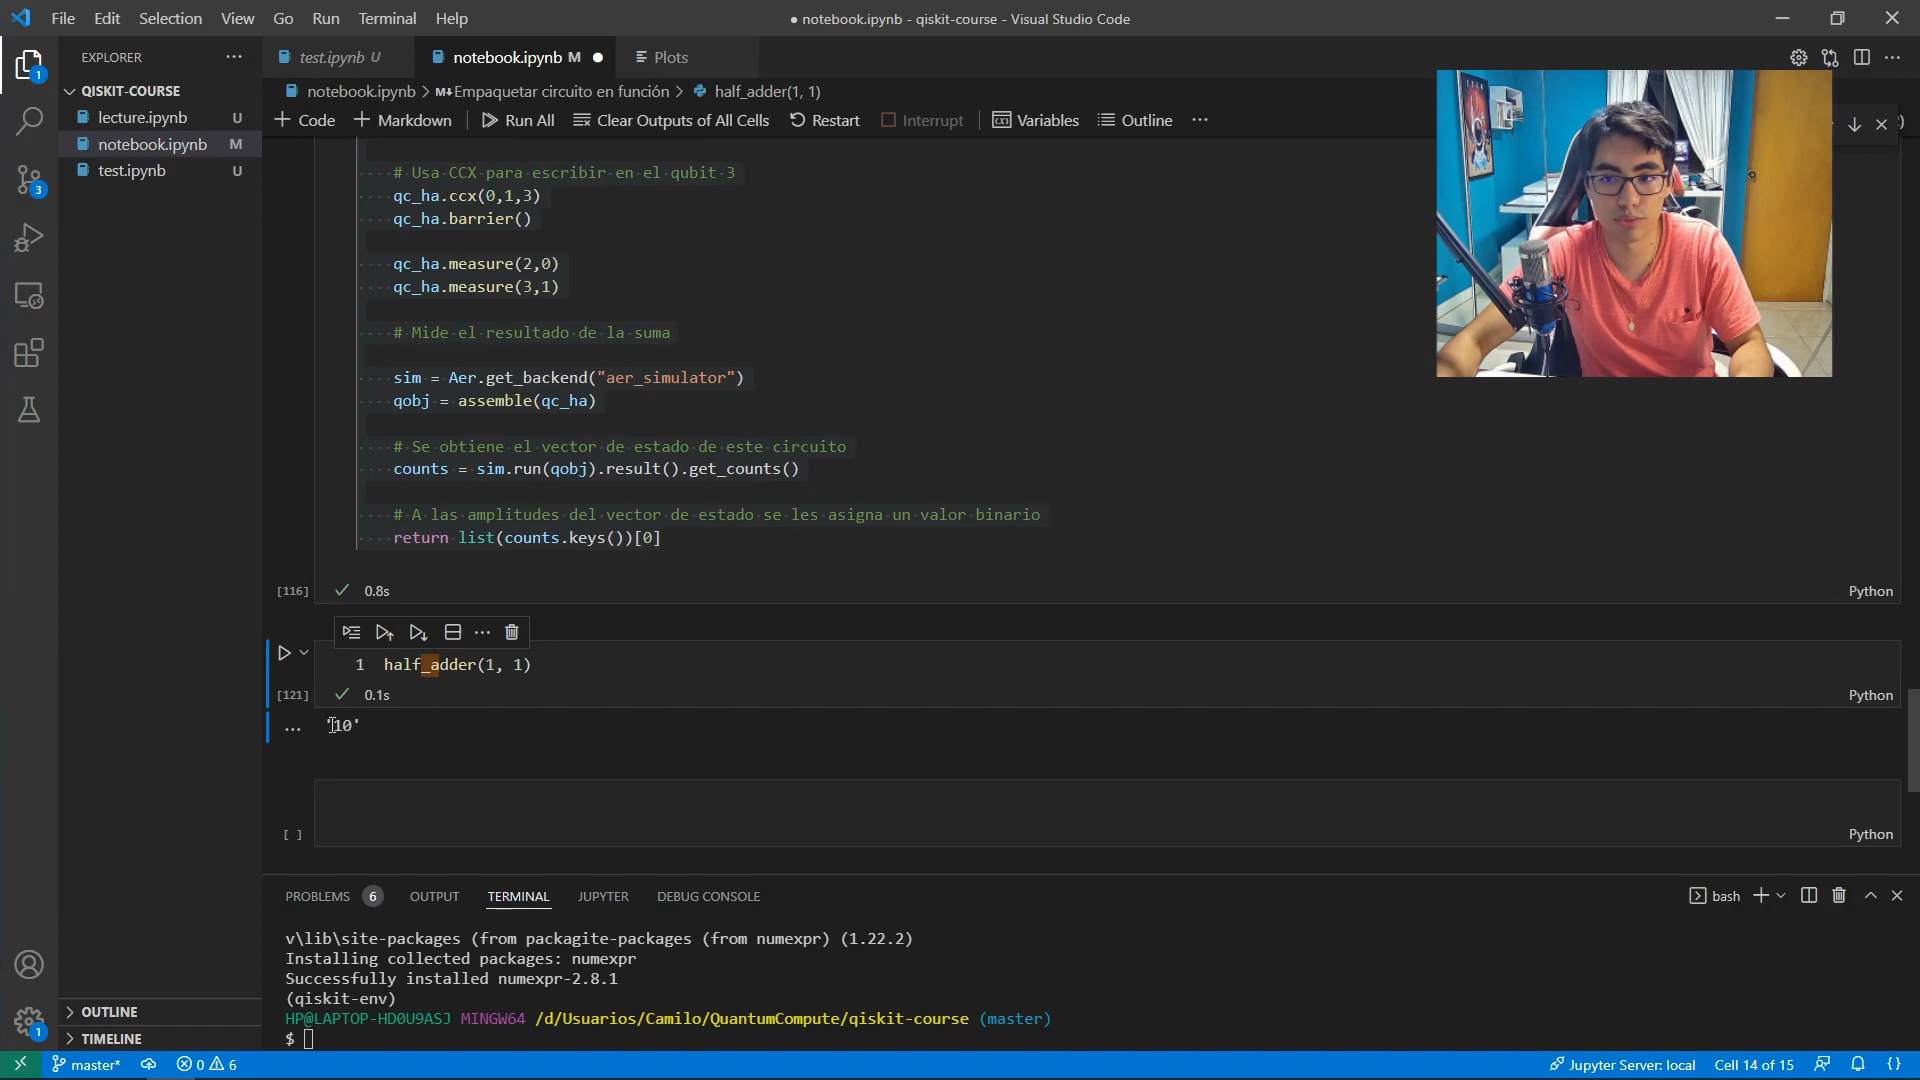 File Edit Selection View Go Run Terminal Help
● notebook.ipynb - qiskit-course - Visual Studio Code
EXPLORER
test.ipynb U
notebook.ipynb M
Plots
1
QISKIT-COURSE
notebook.ipynb > M↓Empaquetar circuito en función > half_adder(1, 1)
lecture.ipynb U
+ Code + Markdown Run All Clear Outputs of All Cells Restart Interrupt Variables Outline
notebook.ipynb M
test.ipynb U
3
# Usa CCX para escribir en el qubit 3
qc_ha.ccx(0,1,3)
qc_ha.barrier()
qc_ha.measure(2,0)
qc_ha.measure(3,1)
# Mide el resultado de la suma
sim = Aer.get_backend("aer_simulator")
qobj = assemble(qc_ha)
# Se obtiene el vector de estado de este circuito
counts = sim.run(qobj).result().get_counts()
# A las amplitudes del vector de estado se les asigna un valor binario
return list(counts.keys())[0]
[116] 0.8s Python
1 half_adder(1, 1)
[121] 0.1s Python
'10'
[ ] Python
PROBLEMS 6 OUTPUT TERMINAL JUPYTER DEBUG CONSOLE
bash
v\lib\site-packages (from packagite-packages (from numexpr) (1.22.2)
Installing collected packages: numexpr
Successfully installed numexpr-2.8.1
(qiskit-env)
HP@LAPTOP-HD0U9ASJ MINGW64 /d/Usuarios/Camilo/QuantumCompute/qiskit-course (master)
$
OUTLINE
TIMELINE
1
master* 0 6
Jupyter Server: local Cell 14 of 15